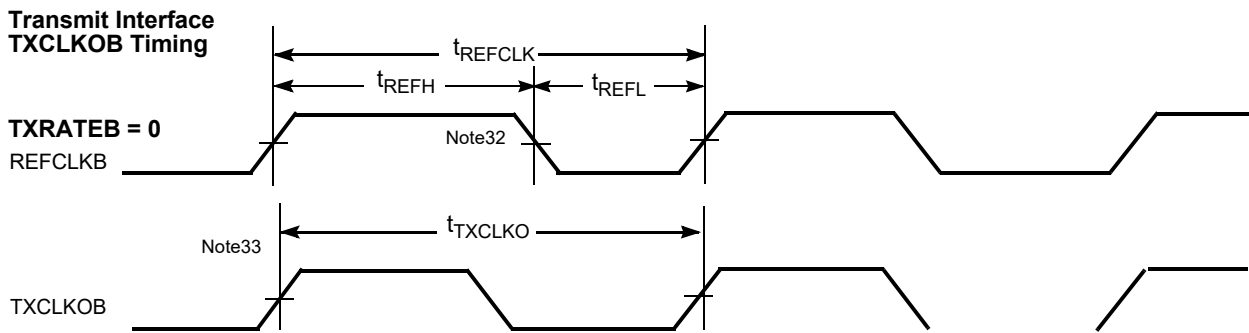 Transmit Interface
TXCLKOB Timing
tREFCLK
tREFH
tREFL
TXRATEB = 0
REFCLKB
Note32
tTXCLKO
Note33
TXCLKOB